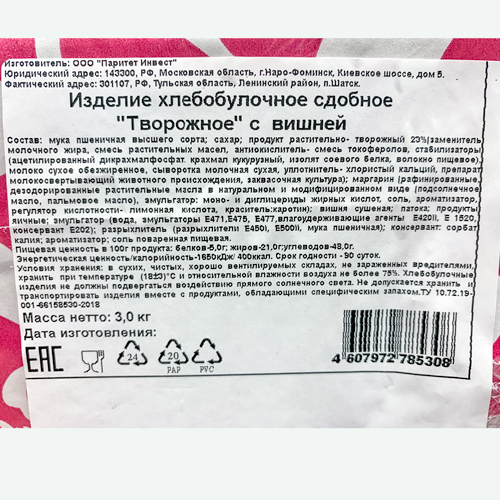 Изготовитель: ООО "Паритет Инвест"
Юридический адрес: 143300, РФ, Московская область, г.Наро-Фоминск, Киевское шоссе, дом 5.
Фактический адрес: 301107, РФ, Тульская область, Ленинский район, п.Шатск.
Изделие хлебобулочное сдобное
"Творожное" с вишней
Состав: мука пшеничная высшего сорта; сахар; продукт растительно- творожный 23%(заменитель
молочного жира, смесь растительных масел, антиокислитель- смесь токоферолов, стабилизаторы
(ацетилированный дикрахмалфосфат. крахмал кукурузный, изолят соевого белка, волокно пищевое)
молоко сухое обезжиренное, сыворотка молочная сухая, уплотнитель- хлористый кальций, препарат
молокосвертывающий животного происхождения, заквасочная культура); маргарин (рафинированные
дезодорированные растительные масла в натуральном и модифицированном виде (подсолнечное
масло, пальмовое масло), эмульгатор: моно- и диглицериды жирных кислот, соль, ароматизатор,
регулятор кислотности- лимонная кислота, краситель:каротин); вишня сушеная; патока; продукты
яичные; эмульгатор (вода, эмульгаторы E471,E475, E477,влагоудерживающие агенты E420II, E 1520,
консервант E202); разрыхлитель (разрыхлители E450I, E500II, мука пшеничная); консервант: сорбат
калия; ароматизатор; соль поваренная пищевая.
Пищевая ценность в 100г продукта: белков-5,0г; жиров-21,0г;углеводов-48,0г.
Энергетическая ценность/калорийность-1650кДж/ 400ккал. Срок годности - 90 суток.
Условия хранения: в сухих, чистых, хорошо вентилируемых складах, не зараженных вредителями,
хранить при температуре (18±3)°С и относительной влажности воздуха не более 75%. Хлебобулочные
изделия не должны подвергаться воздействию прямого солнечного света. Не допускается хранить и
транспортировать изделия вместе с продуктами, обладающими специфическим запахом.ТУ 10.72.19-
001-66158530-2018
Масса нетто: 3,0 кг
Дата изготовления:
EAC
24
20
PAP
PVC
4 607972 785308